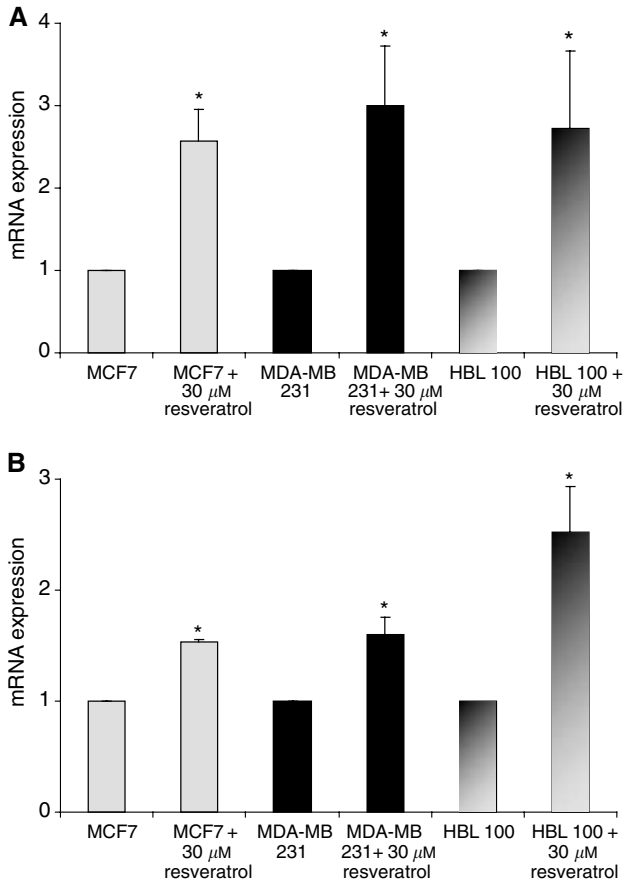 A
4
3
2
1
0
mRNA expression
*
*
*
MCF7
MCF7 +
30 μM
resveratrol
MDA-MB
231
MDA-MB
231+ 30 μM
resveratrol
HBL 100
HBL 100 +
30 μM
resveratrol
B
3
2
1
0
mRNA expression
*
*
*
MCF7
MCF7 +
30 μM
resveratrol
MDA-MB
231
MDA-MB
231+ 30 μM
resveratrol
HBL 100
HBL 100 +
30 μM
resveratrol